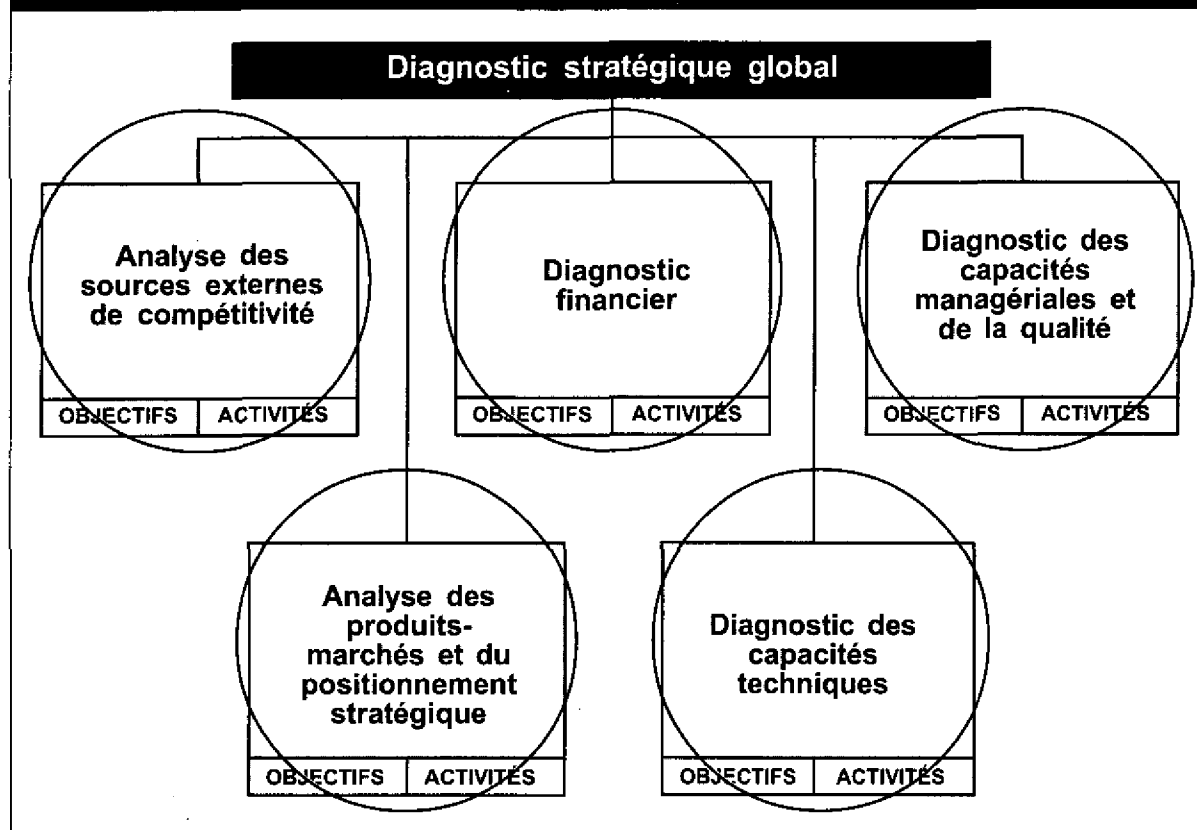 Diagnostic stratégique global
Analyse des
sources externes
de compétitivité
OBJECTIFS ACTIVITÉS
Diagnostic
financier
OBJECTIFS ACTIVITÉS
Diagnostic des
capacités
managériales et
de la qualité
OBJECTIFS ACTIVITÉS
Analyse des
produits-
marchés et du
positionnement
stratégique
OBJECTIFS ACTIVITÉS
Diagnostic des
capacités
techniques
OBJECTIFS ACTIVITÉS